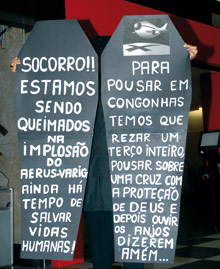 SOCORRO!!
ESTAMOS
SENDO
QUEIMADOS
NA
IMPLOSÃO
DO
AERUS-VARIG
AINDA HÁ
TEMPO DE
SALVAR
VIDAS
HUMANAS!
PARA
POUSAR EM
CONGONHAS
TEMOS QUE
REZAR UM
TERÇO INTEIRO,
POUSAR SOBRE
UMA CRUZ COM
A PROTEÇÃO
DE DEUS E
DEPOIS OUVIR
OS ANJOS
DIZEREM
AMÉM...